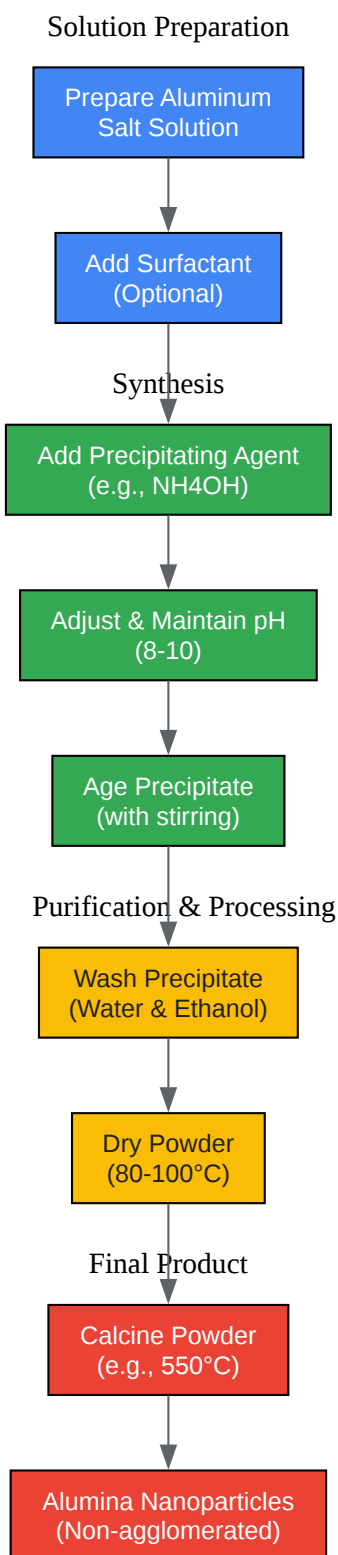 Solution Preparation
Prepare Aluminum
Salt Solution
Add Surfactant
(Optional)
Synthesis
Add Precipitating Agent
(e.g., NH4OH)
Adjust & Maintain pH
(8-10)
Age Precipitate
(with stirring)
Purification & Processing
Wash Precipitate
(Water & Ethanol)
Dry Powder
(80-100°C)
Final Product
Calcine Powder
(e.g., 550°C)
Alumina Nanoparticles
(Non-agglomerated)